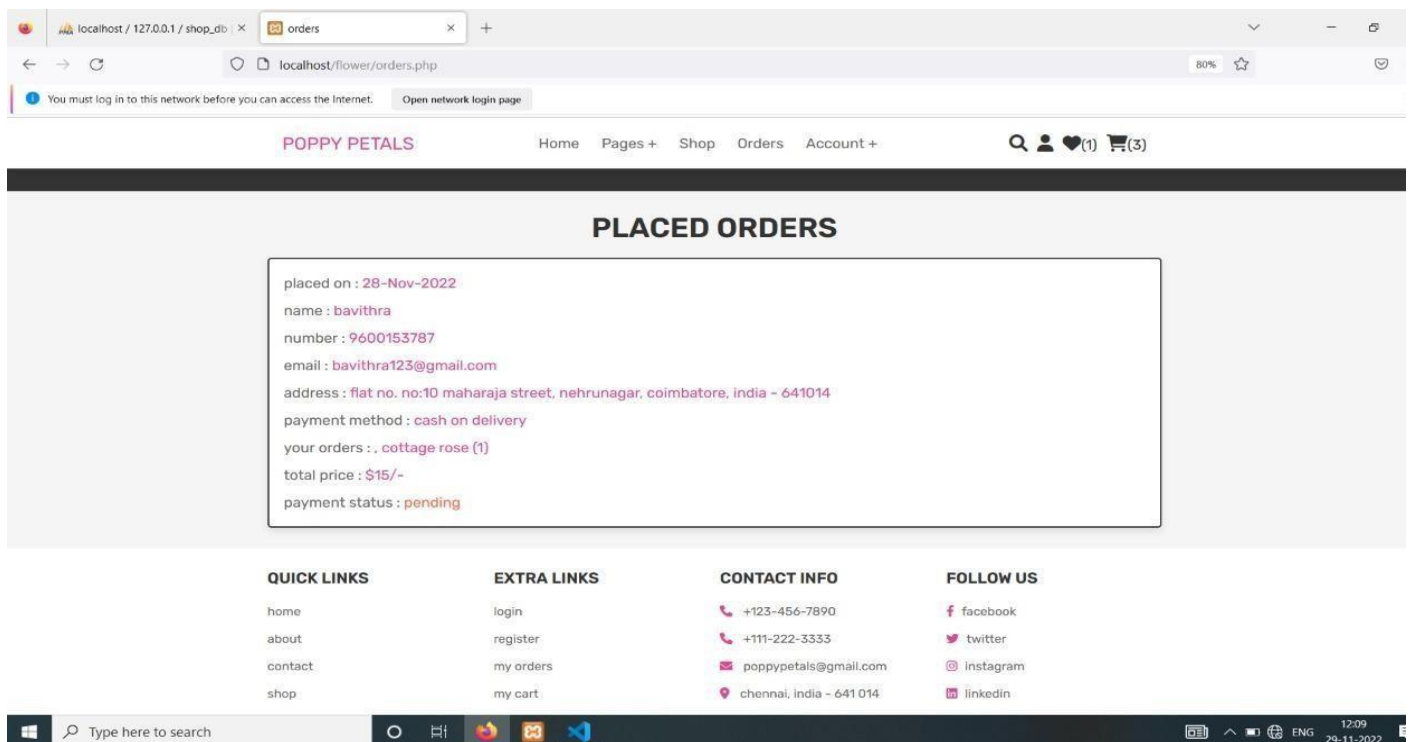 localhost / 127.0.0.1 / shop_db
orders
localhost/flower/orders.php
80%
You must log in to this network before you can access the Internet. Open network login page
POPPY PETALS Home Pages + Shop Orders Account + (1) (3)
PLACED ORDERS
placed on : 28-Nov-2022
name : bavithra
number : 9600153787
email : bavithra123@gmail.com
address : flat no. no:10 maharaja street, nehrunagar, coimbatore, india - 641014
payment method : cash on delivery
your orders : , cottage rose (1)
total price : $15/-
payment status : pending
QUICK LINKS EXTRA LINKS CONTACT INFO FOLLOW US
home login +123-456-7890 facebook
about register +111-222-3333 twitter
contact my orders poppypetals@gmail.com instagram
shop my cart chennai, india - 641 014 linkedin
Type here to search ENG 12:09
29-11-2022